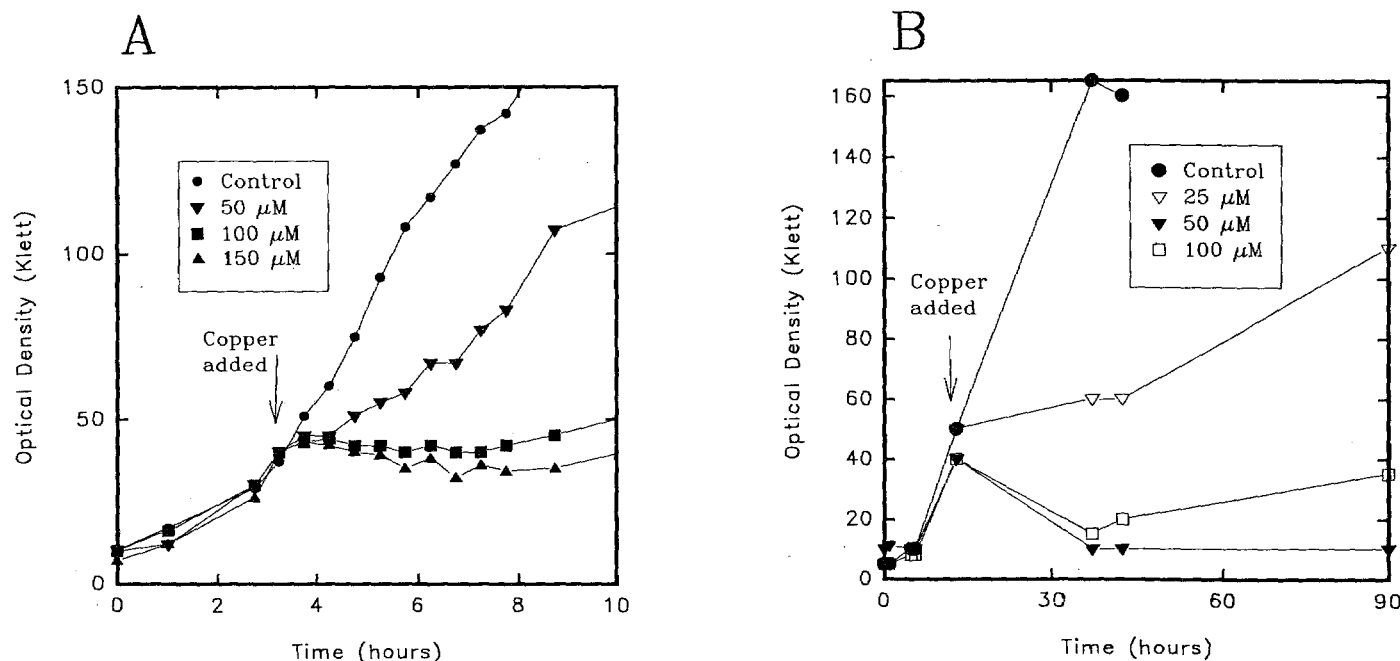 A
150
100
50
0
Optical Density (Klett)
Control
50 µM
100 µM
150 µM
Copper
added
0 2 4 6 8 10
Time (hours)
B
160
140
120
100
80
60
40
20
0
Optical Density (Klett)
Control
25 µM
50 µM
100 µM
Copper
added
0 30 60 90
Time (hours)